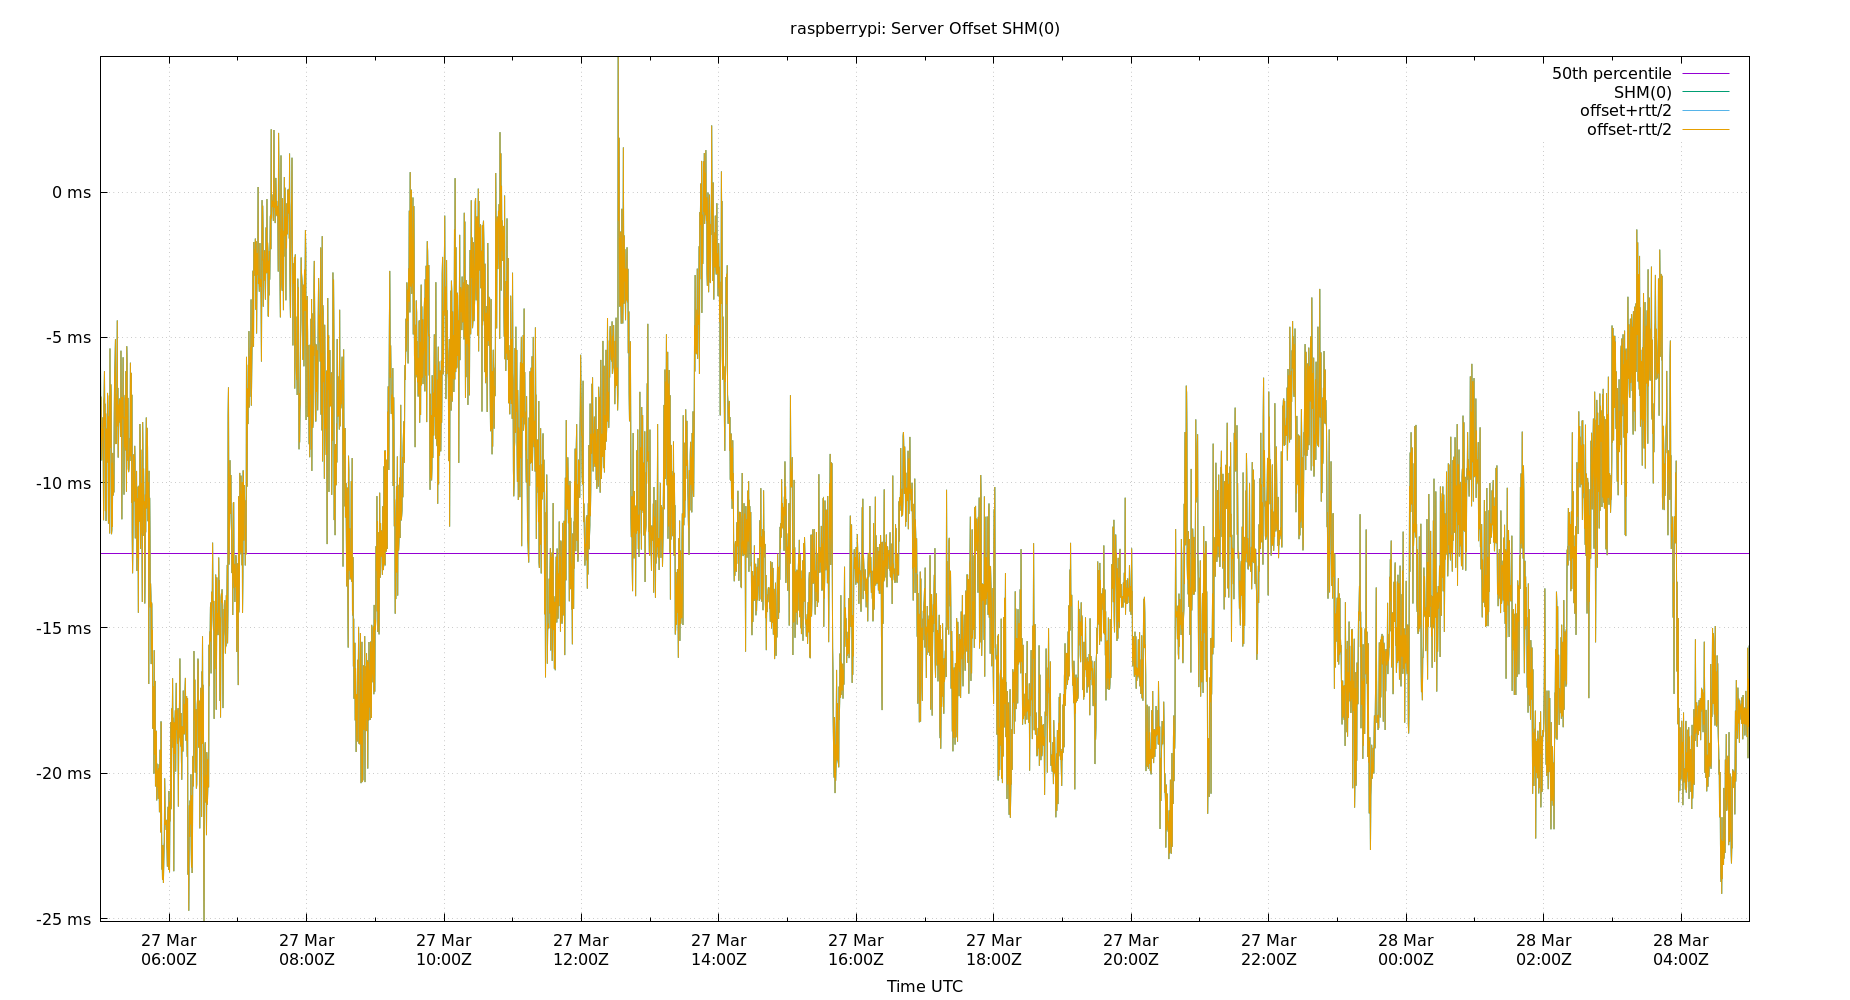 raspberrypi: Server Offset SHM(0)
50th percentile
SHM(0)
offset+rtt/2
offset-rtt/2
0 ms
-5 ms
-10 ms
-15 ms
-20 ms
-25 ms
27 Mar 27 Mar 27 Mar 27 Mar 27 Mar 27 Mar 27 Mar 27 Mar 27 Mar 28 Mar 28 Mar 28 Mar
06:00Z 08:00Z 10:00Z 12:00Z 14:00Z 16:00Z 18:00Z 20:00Z 22:00Z 00:00Z 02:00Z 04:00Z
Time UTC